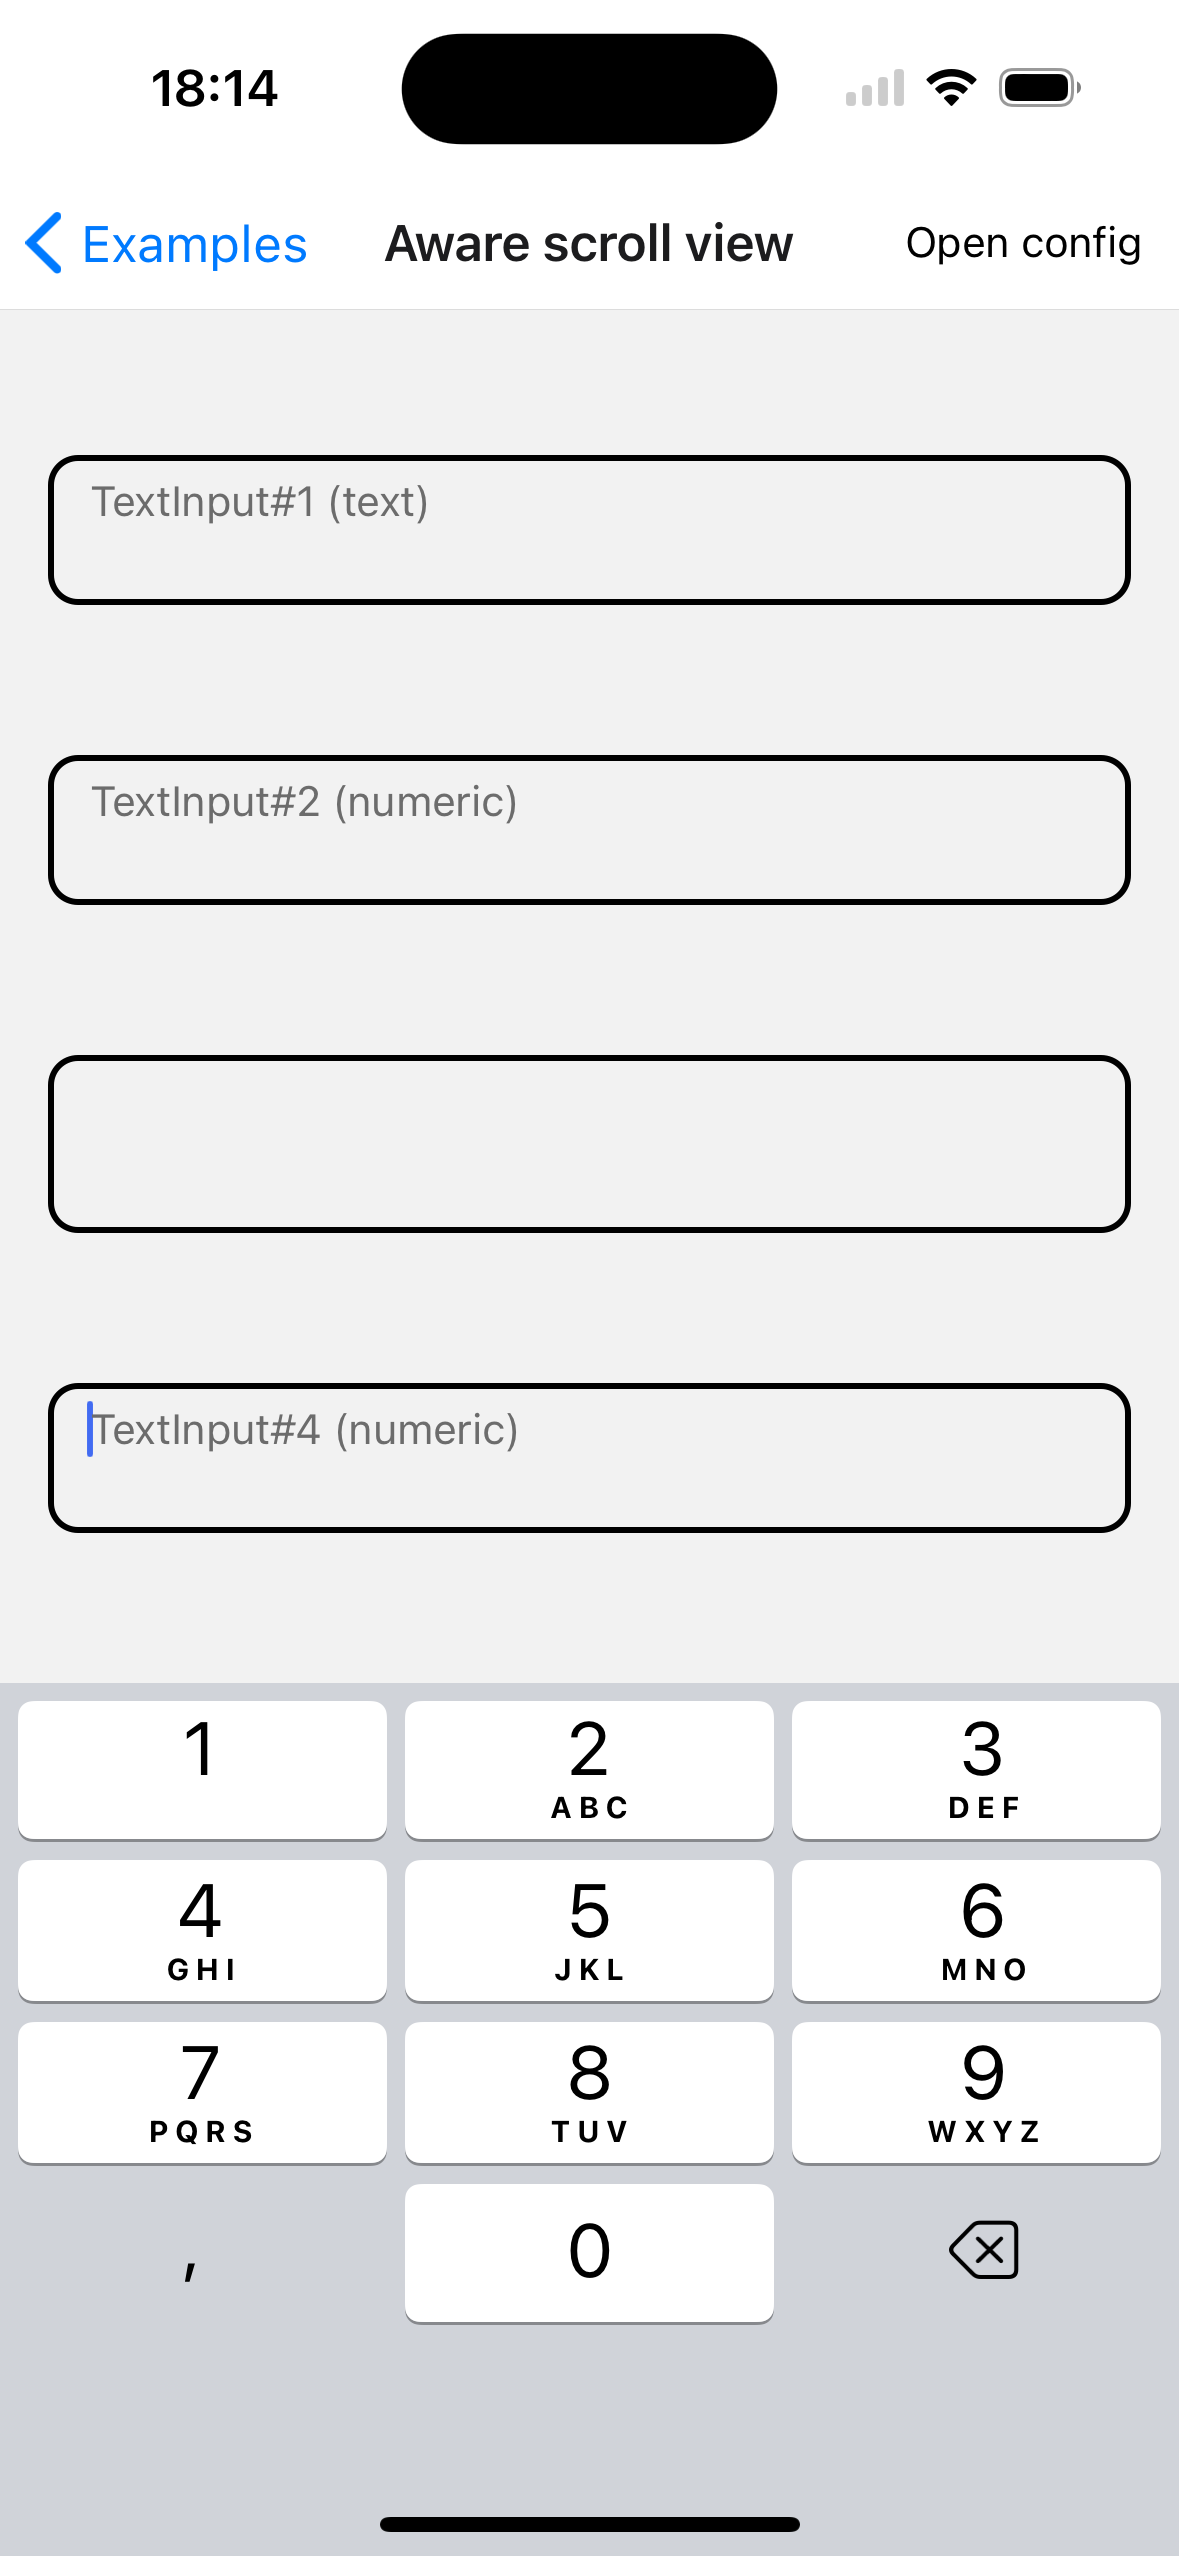 18:14
Examples
Aware scroll view
Open config
TextInput#1 (text)
TextInput#2 (numeric)
TextInput#4 (numeric)
1
2
3
ABC
DEF
4
5
6
GHI
JKL
MNO
7
8
9
PQRS
TUV
WXYZ
,
0